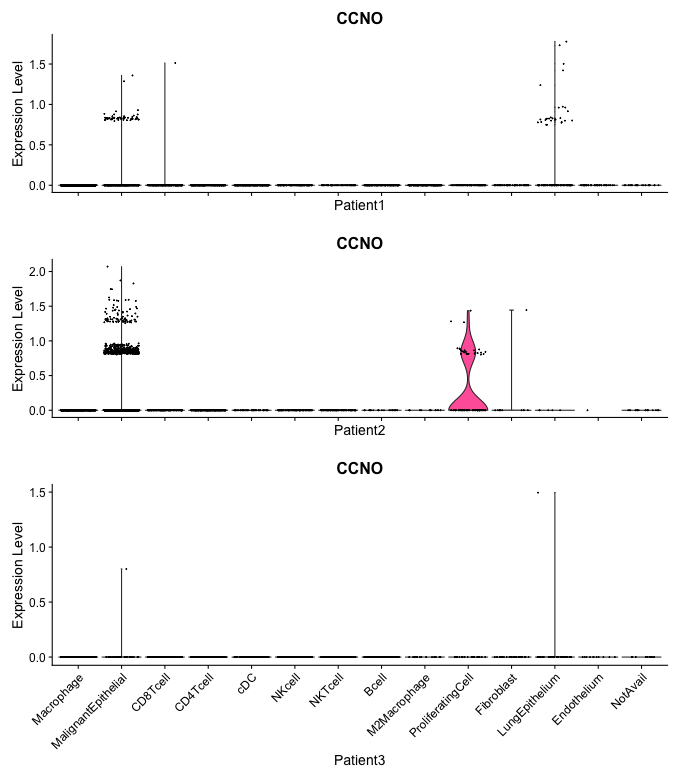 CCNO
Expression Level
1.5
1.0
0.5
0.0
Patient1
CCNO
Expression Level
2.0
1.5
1.0
0.5
0.0
Patient2
CCNO
Expression Level
1.5
1.0
0.5
0.0
Macrophage
MalignantEpithelial
CD8Tcell
CD4Tcell
cDC
NKcell
NKTcell
Bcell
M2Macrophage
ProliferatingCell
Fibroblast
LungEpithelium
Endothelium
NotAvail
Patient3